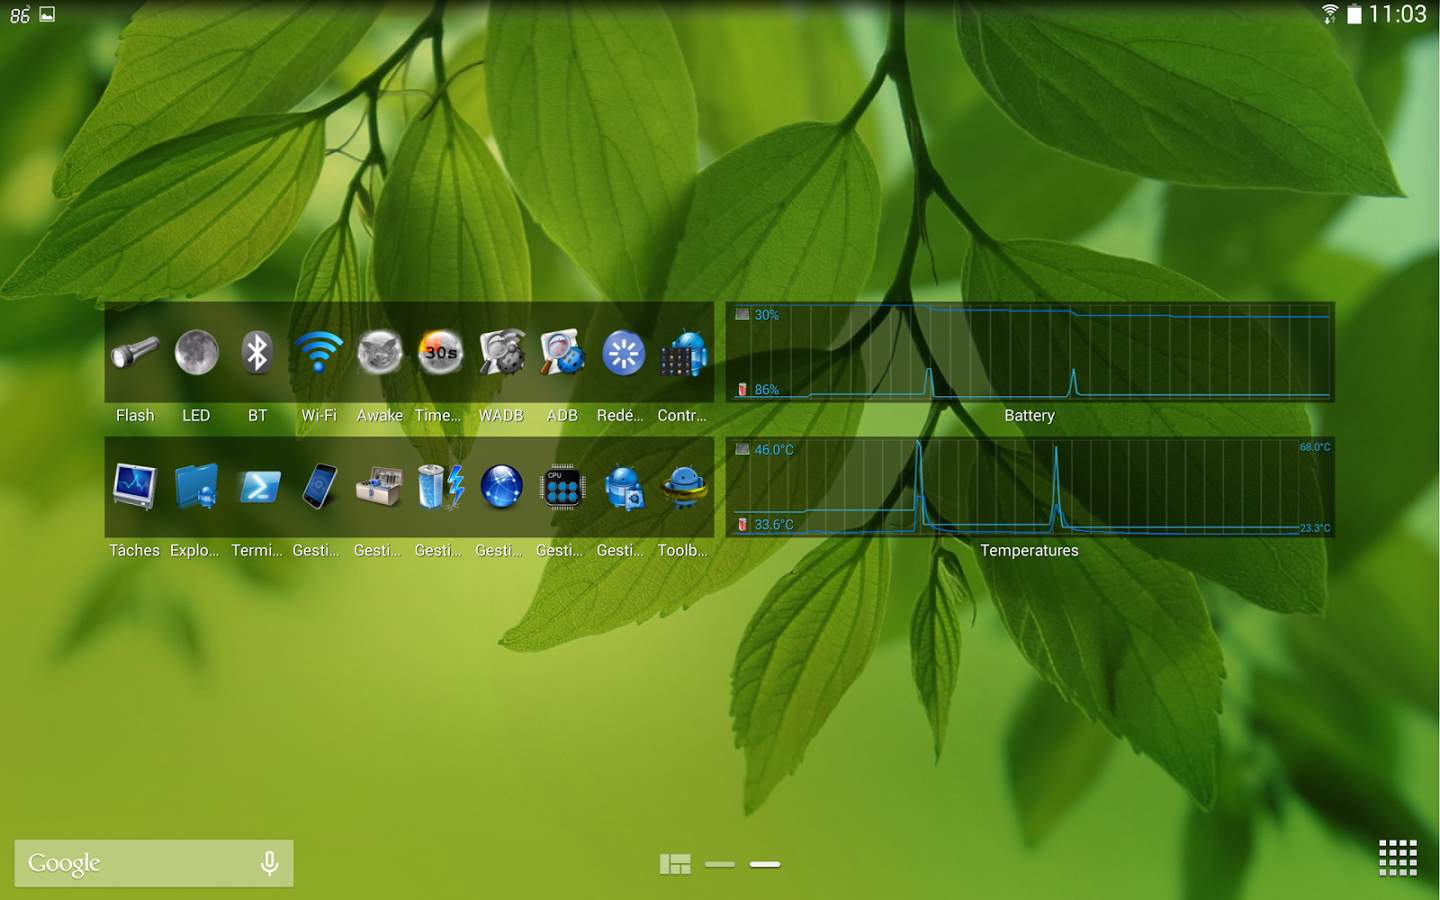 86° 11:03
Flash LED BT Wi-Fi Awake Time... WADB ADB Redé... Contr...
30s
30%
86%
Battery
Tâches Explo... Termi... Gesti... Gesti... Gesti... Gesti... Gesti... Gesti... Toolb...
CPU
46.0°C 68.0°C
33.6°C 23.3°C
Temperatures
Google